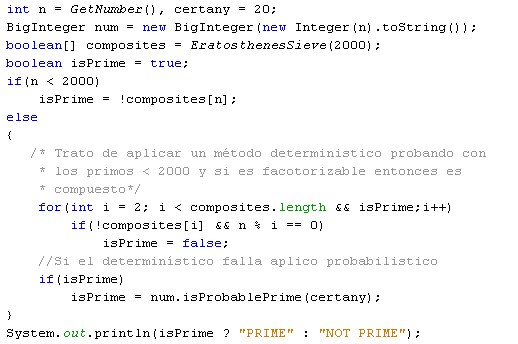 int n = GetNumber(), certany = 20;
BigInteger num = new BigInteger(new Integer(n).toString());
boolean[] composites = EratosthenesSieve(2000);
boolean isPrime = true;
if(n < 2000)
    isPrime = !composites[n];
else
{
   /* Trato de aplicar un método deterministico probando con
    * los primos < 2000 y si es facotorizable entonces es
    * compuesto*/
    for(int i = 2; i < composites.length && isPrime;i++)
        if(!composites[i] && n % i == 0)
            isPrime = false;
    //Si el determinístico falla aplico probabilistico
    if(isPrime)
        isPrime = num.isProbablePrime(certany);
}
System.out.println(isPrime ? "PRIME" : "NOT PRIME");